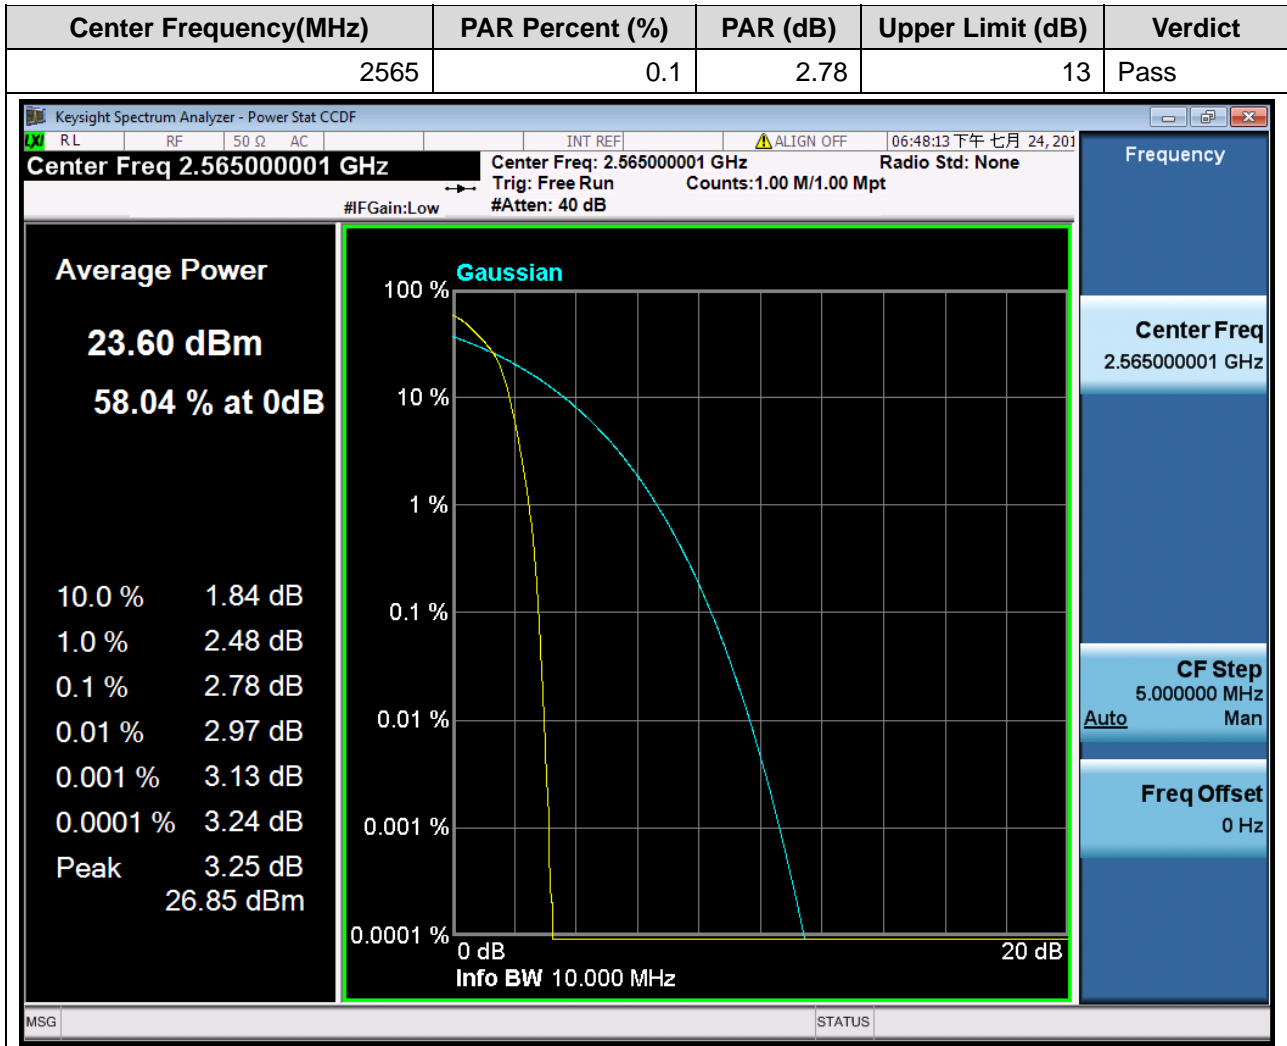 Center Frequency(MHz) PAR Percent (%) PAR (dB) Upper Limit (dB) Verdict
2565 0.1 2.78 13 Pass
Keysight Spectrum Analyzer - Power Stat CCDF
LXI RL RF 50 Ω AC INT REF ALIGN OFF 06:48:13 下午 七月 24, 201
Center Freq 2.565000001 GHz
Center Freq: 2.565000001 GHz Radio Std: None
Trig: Free Run Counts:1.00 M/1.00 Mpt
#IFGain:Low #Atten: 40 dB
Frequency
Average Power
23.60 dBm
58.04 % at 0dB
10.0 % 1.84 dB
1.0 % 2.48 dB
0.1 % 2.78 dB
0.01 % 2.97 dB
0.001 % 3.13 dB
0.0001 % 3.24 dB
Peak 3.25 dB
26.85 dBm
Gaussian
100 %
10 %
1 %
0.1 %
0.01 %
0.001 %
0.0001 %
0 dB 20 dB
Info BW 10.000 MHz
Center Freq
2.565000001 GHz
CF Step
5.000000 MHz
Auto Man
Freq Offset
0 Hz
MSG STATUS